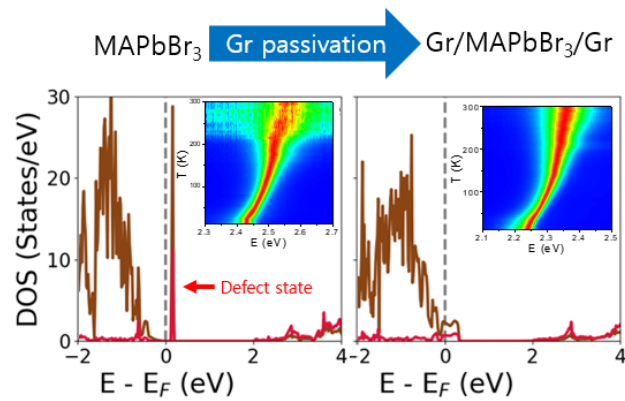 MAPbBr₃ Gr passivation Gr/MAPbBr₃/Gr
DOS (States/eV)
30
20
10
0
-2 0 2 4
E - E_F (eV)
Defect state
T (K)
300
200
100
2.3 2.4 2.5 2.6 2.7
E (eV)
-2 0 2 4
E - E_F (eV)
T (K)
300
200
100
2.1 2.2 2.3 2.4 2.5
E (eV)